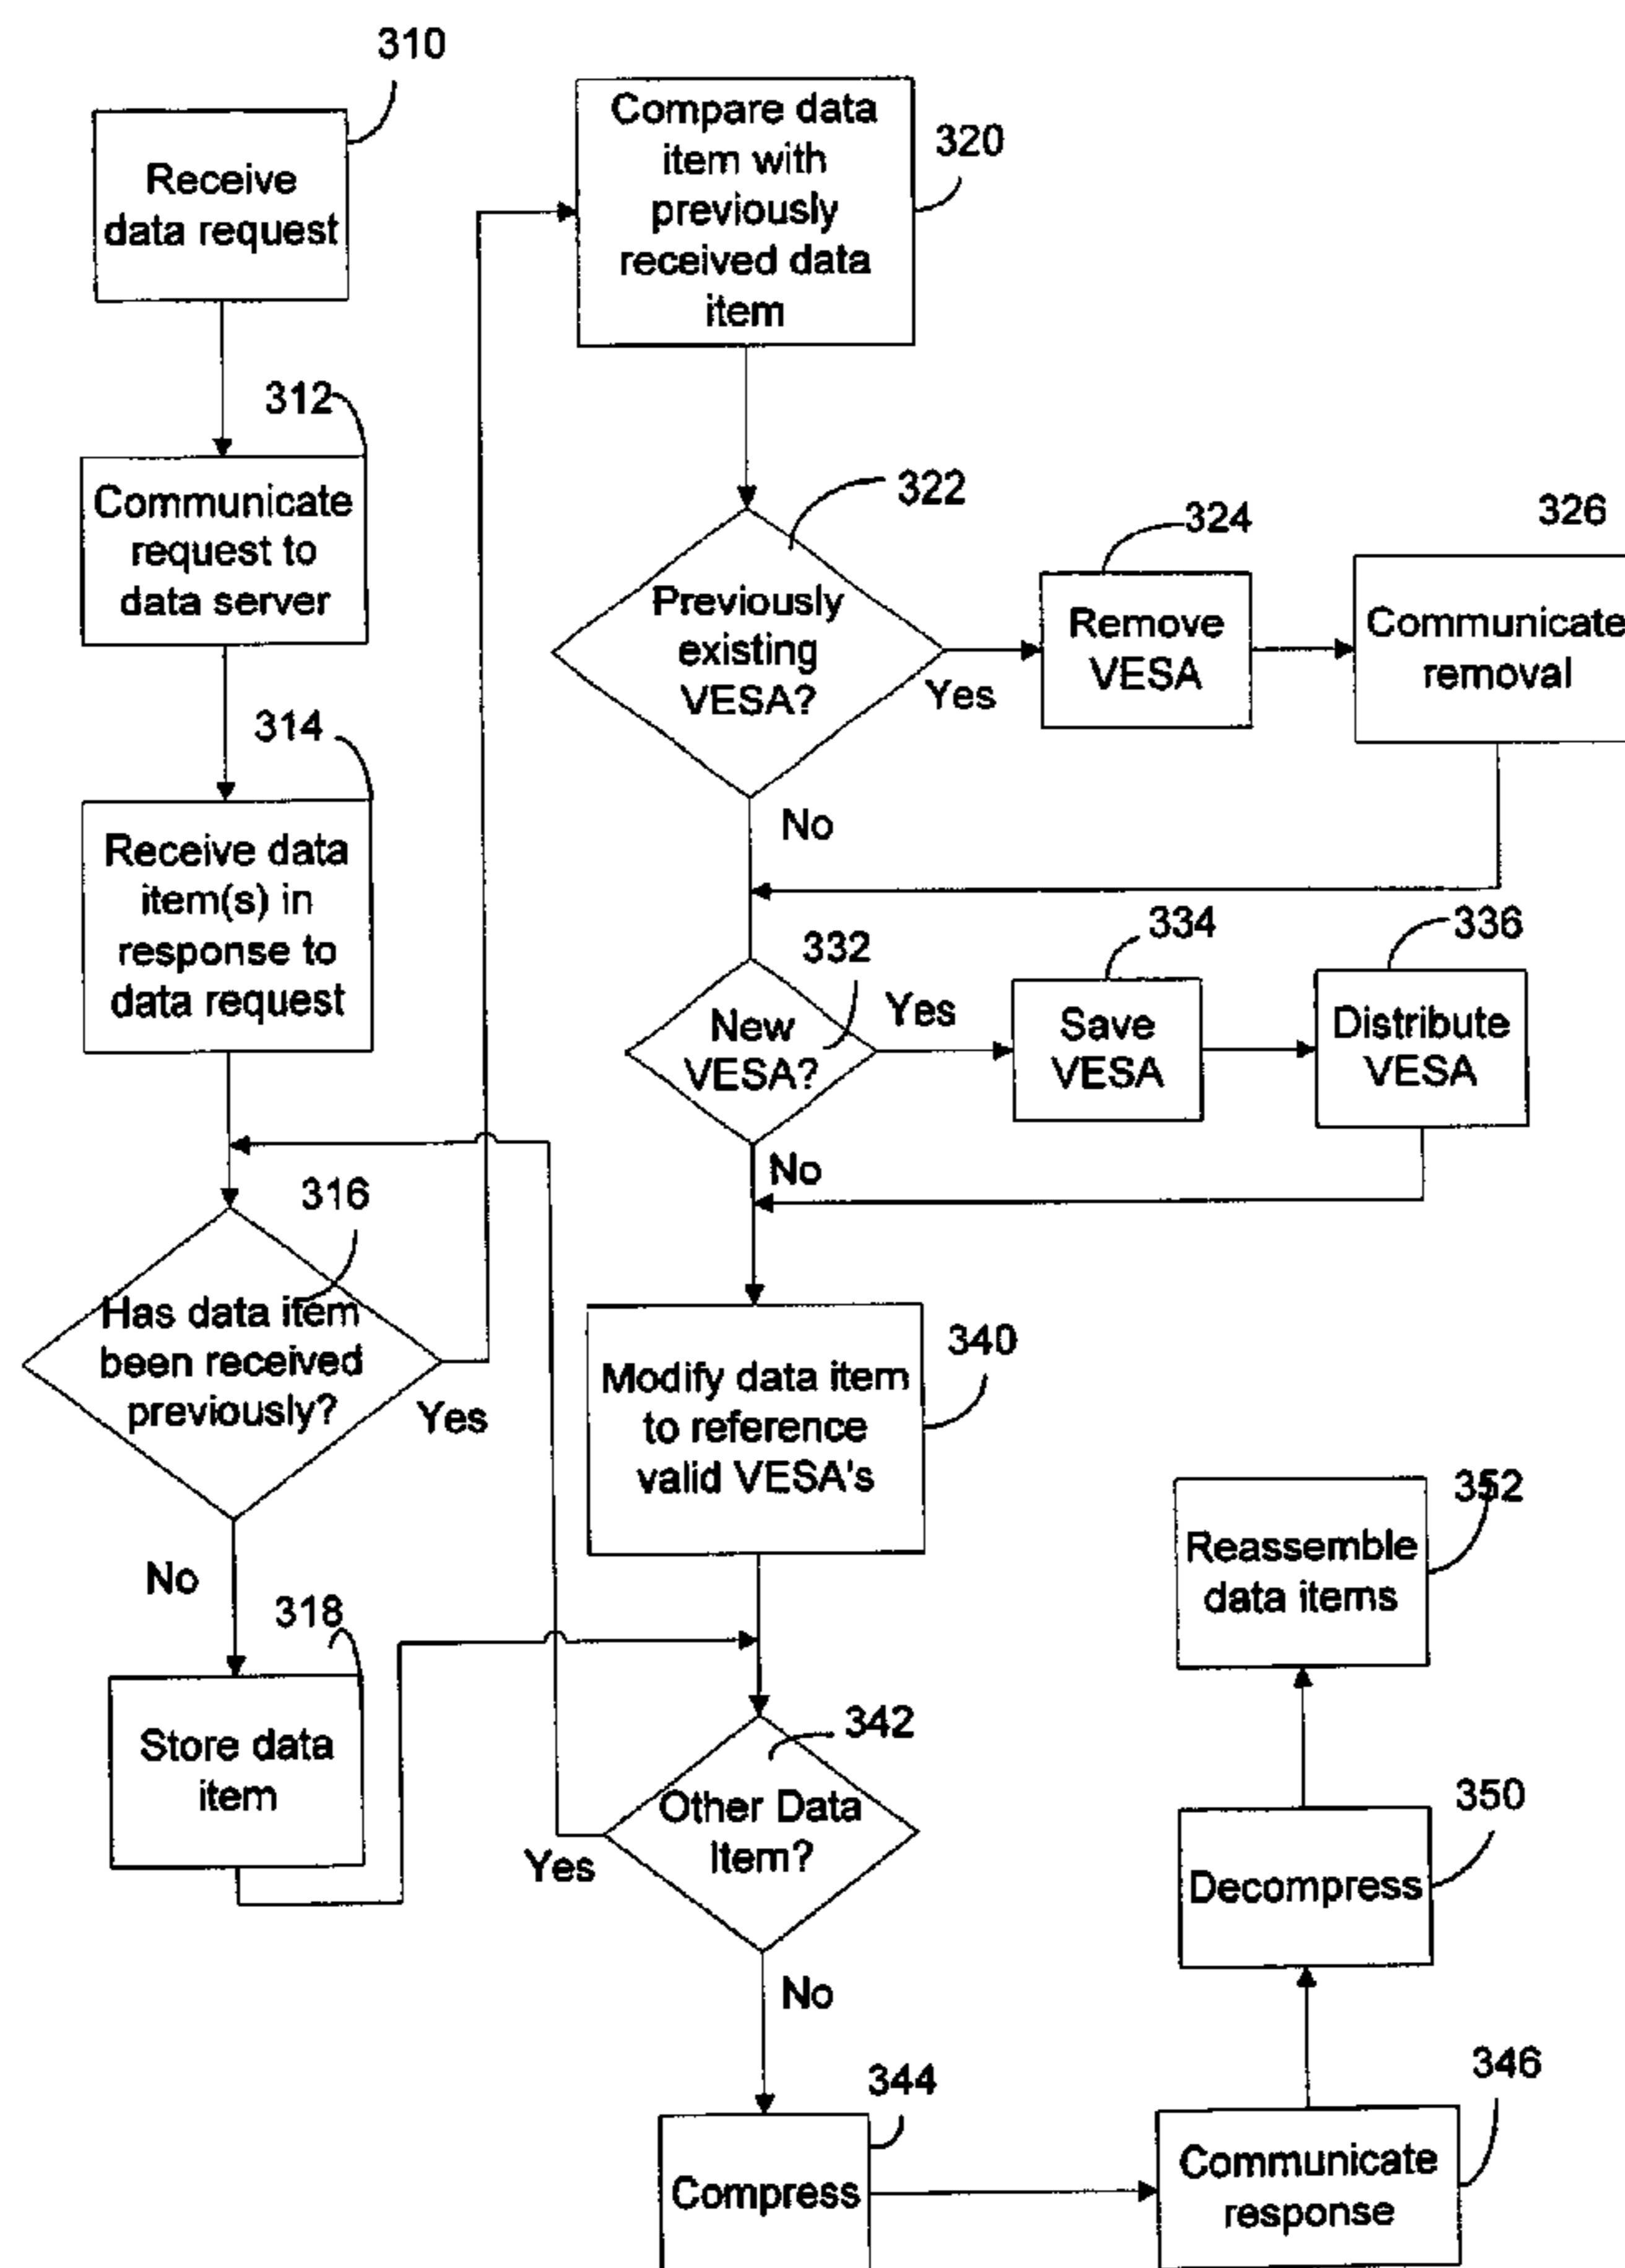 310
Receive
data request
312
Communicate
request to
data server
314
Receive data
item(s) in
response to
data request
316
Has data item
been received
previously?
Yes
No
318
Store data
item
Compare data
item with
previously
received data
item
320
322
Previously
existing
VESA?
Yes
No
324
Remove
VESA
326
Communicate
removal
332
New
VESA?
Yes
No
334
Save
VESA
336
Distribute
VESA
340
Modify data item
to reference
valid VESA's
342
Other Data
Item?
Yes
No
344
Compress
346
Communicate
response
350
Decompress
352
Reassemble
data items